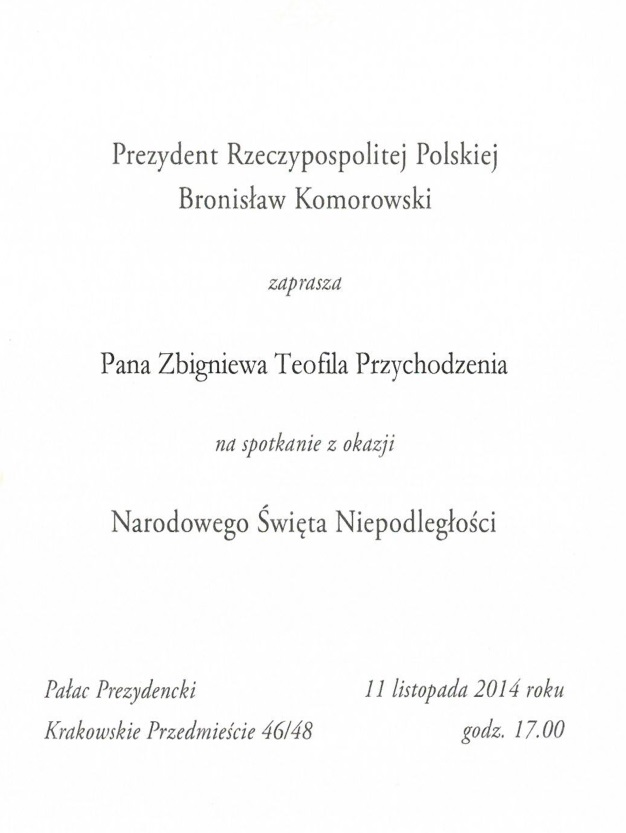 Prezydent Rzeczypospolitej Polskiej
Bronisław Komorowski
zaprasza
Pana Zbigniewa Teofila Przychodzenia
na spotkanie z okazji
Narodowego Święta Niepodległości
Pałac Prezydencki
Krakowskie Przedmieście 46/48
11 listopada 2014 roku
godz. 17.00